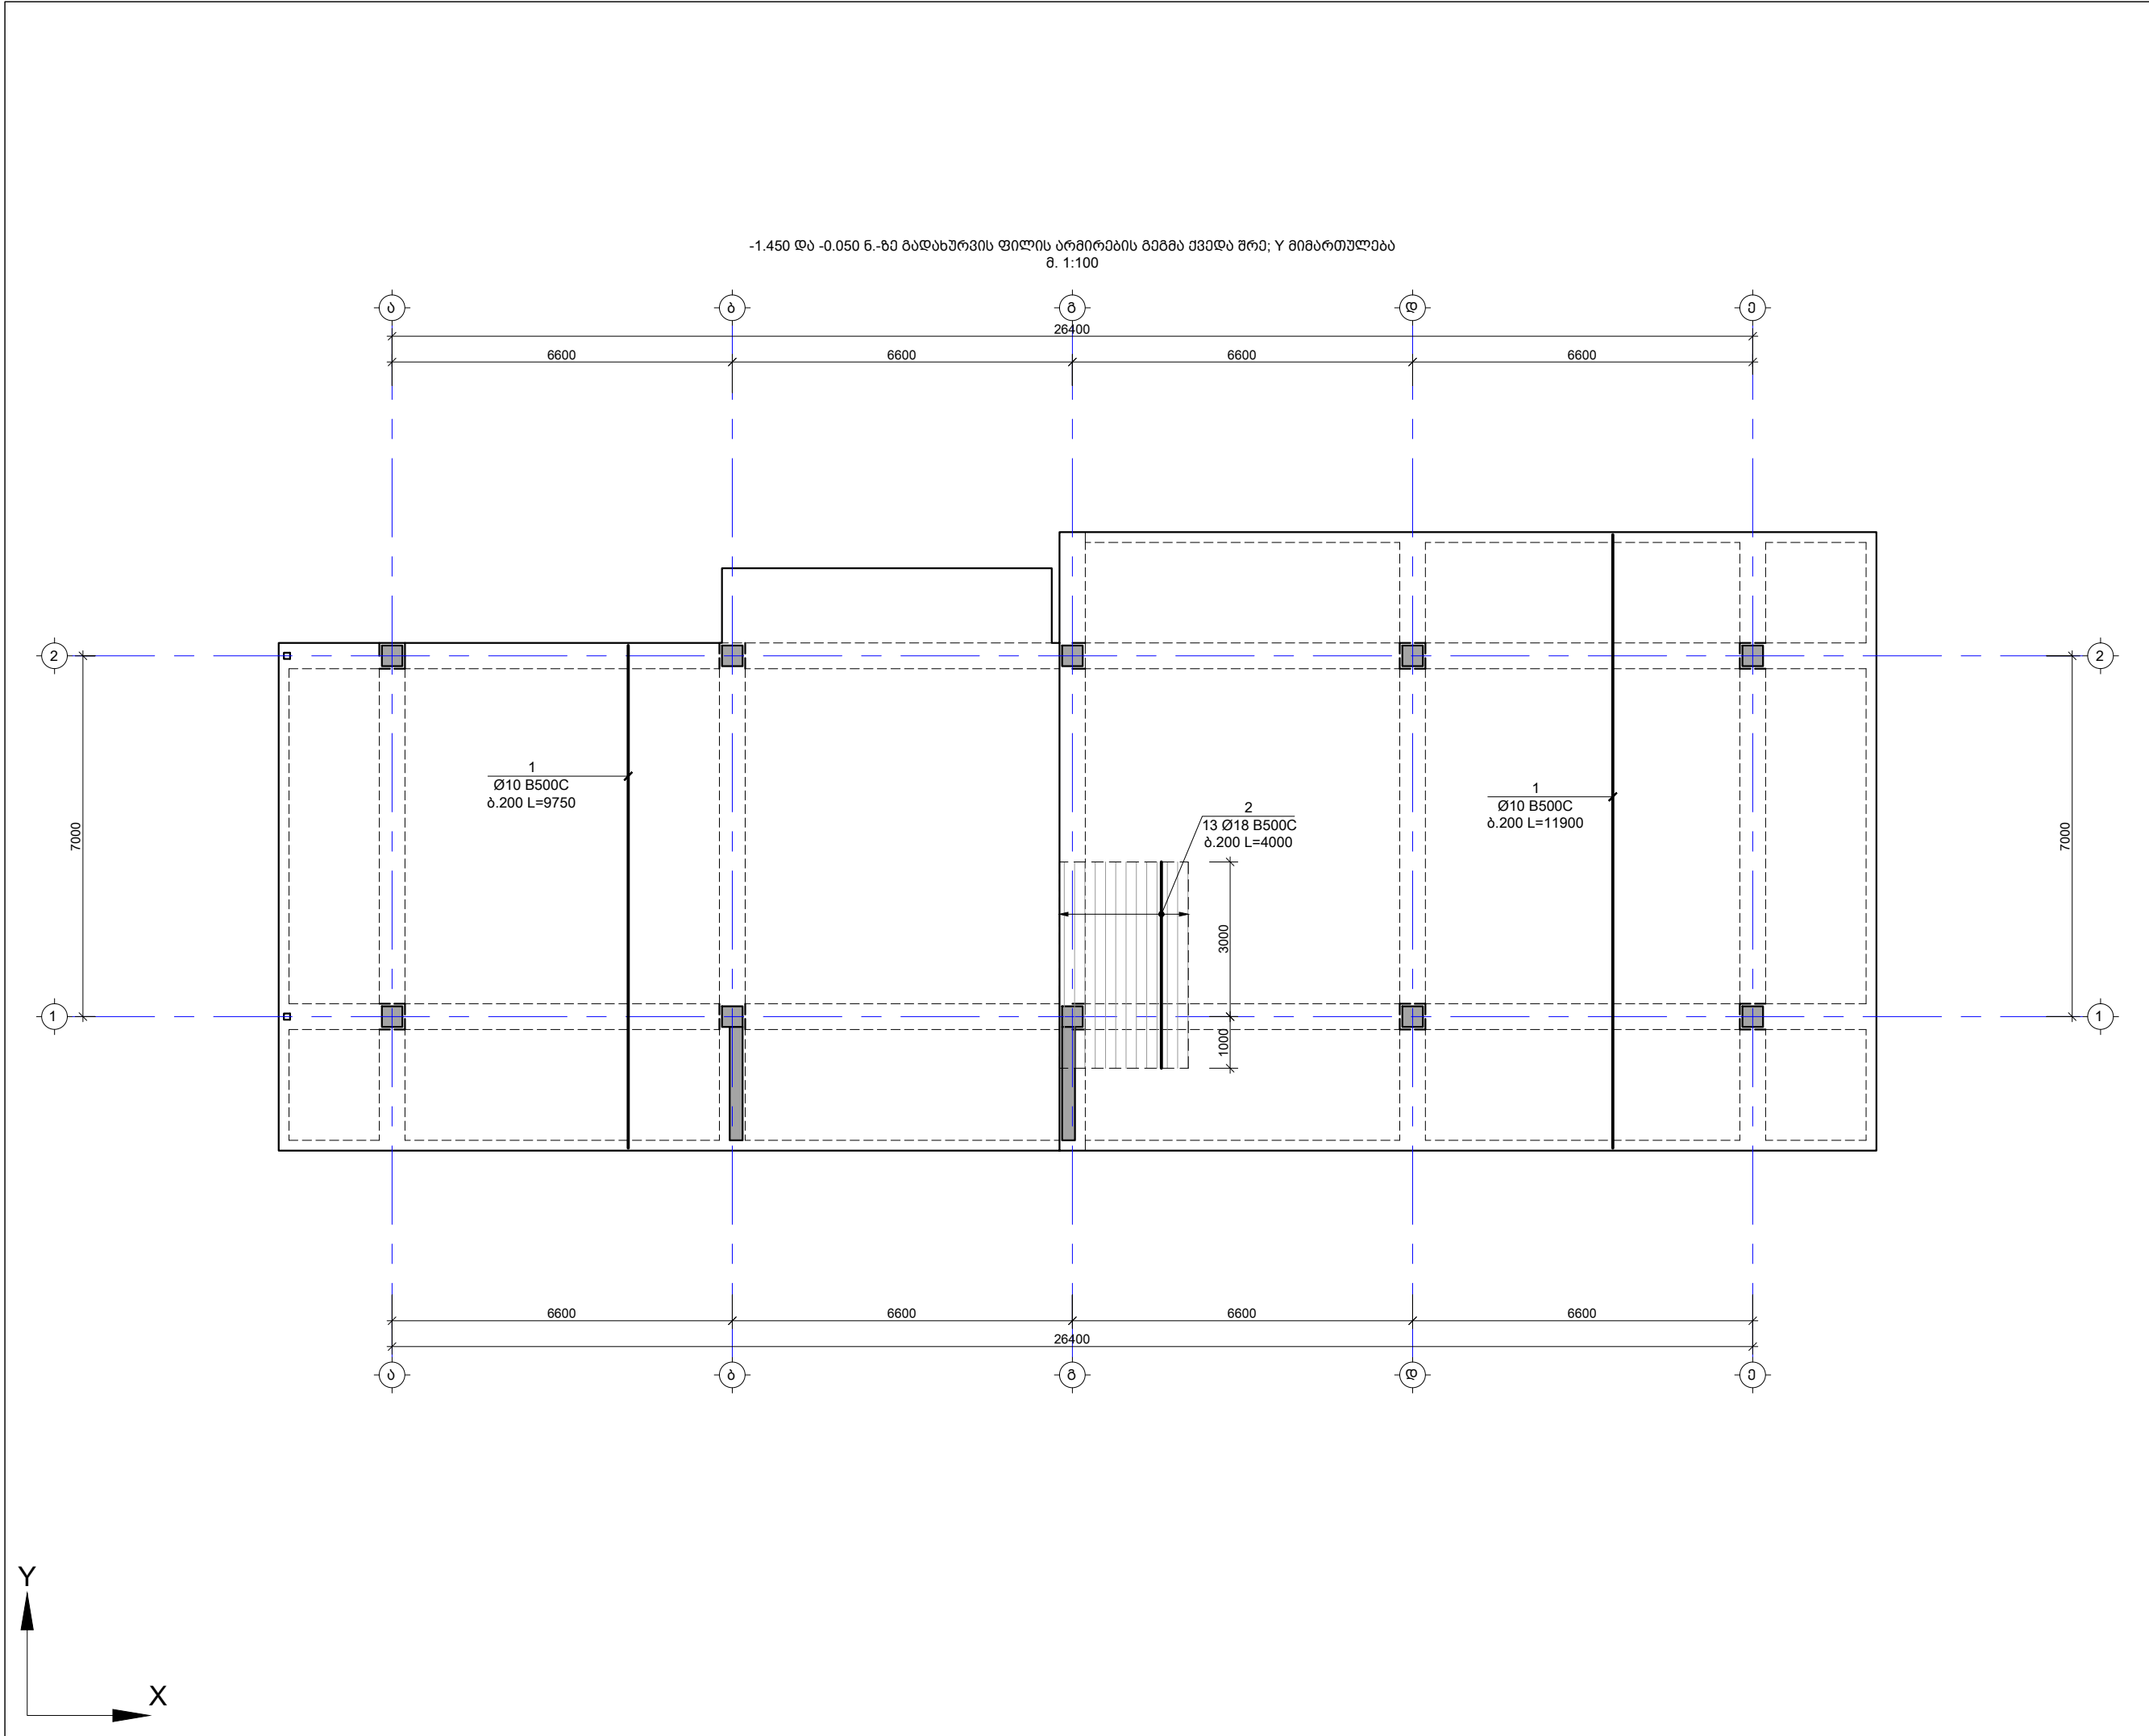 -1.450 და -0.050 ნ.-ზე გადახურვის ფილის არმირების გეგმა ქვედა შრე; Y მიმართულება
მ. 1:100
ა ბ გ დ ე
26400
6600 6600 6600 6600
2 2
1
Ø10 B500C
ბ.200 L=9750
1
Ø10 B500C
ბ.200 L=11900
2
13 Ø18 B500C
ბ.200 L=4000
7000 7000
3000
1000
1 1
6600 6600 6600 6600
26400
ა ბ გ დ ე
Y
X